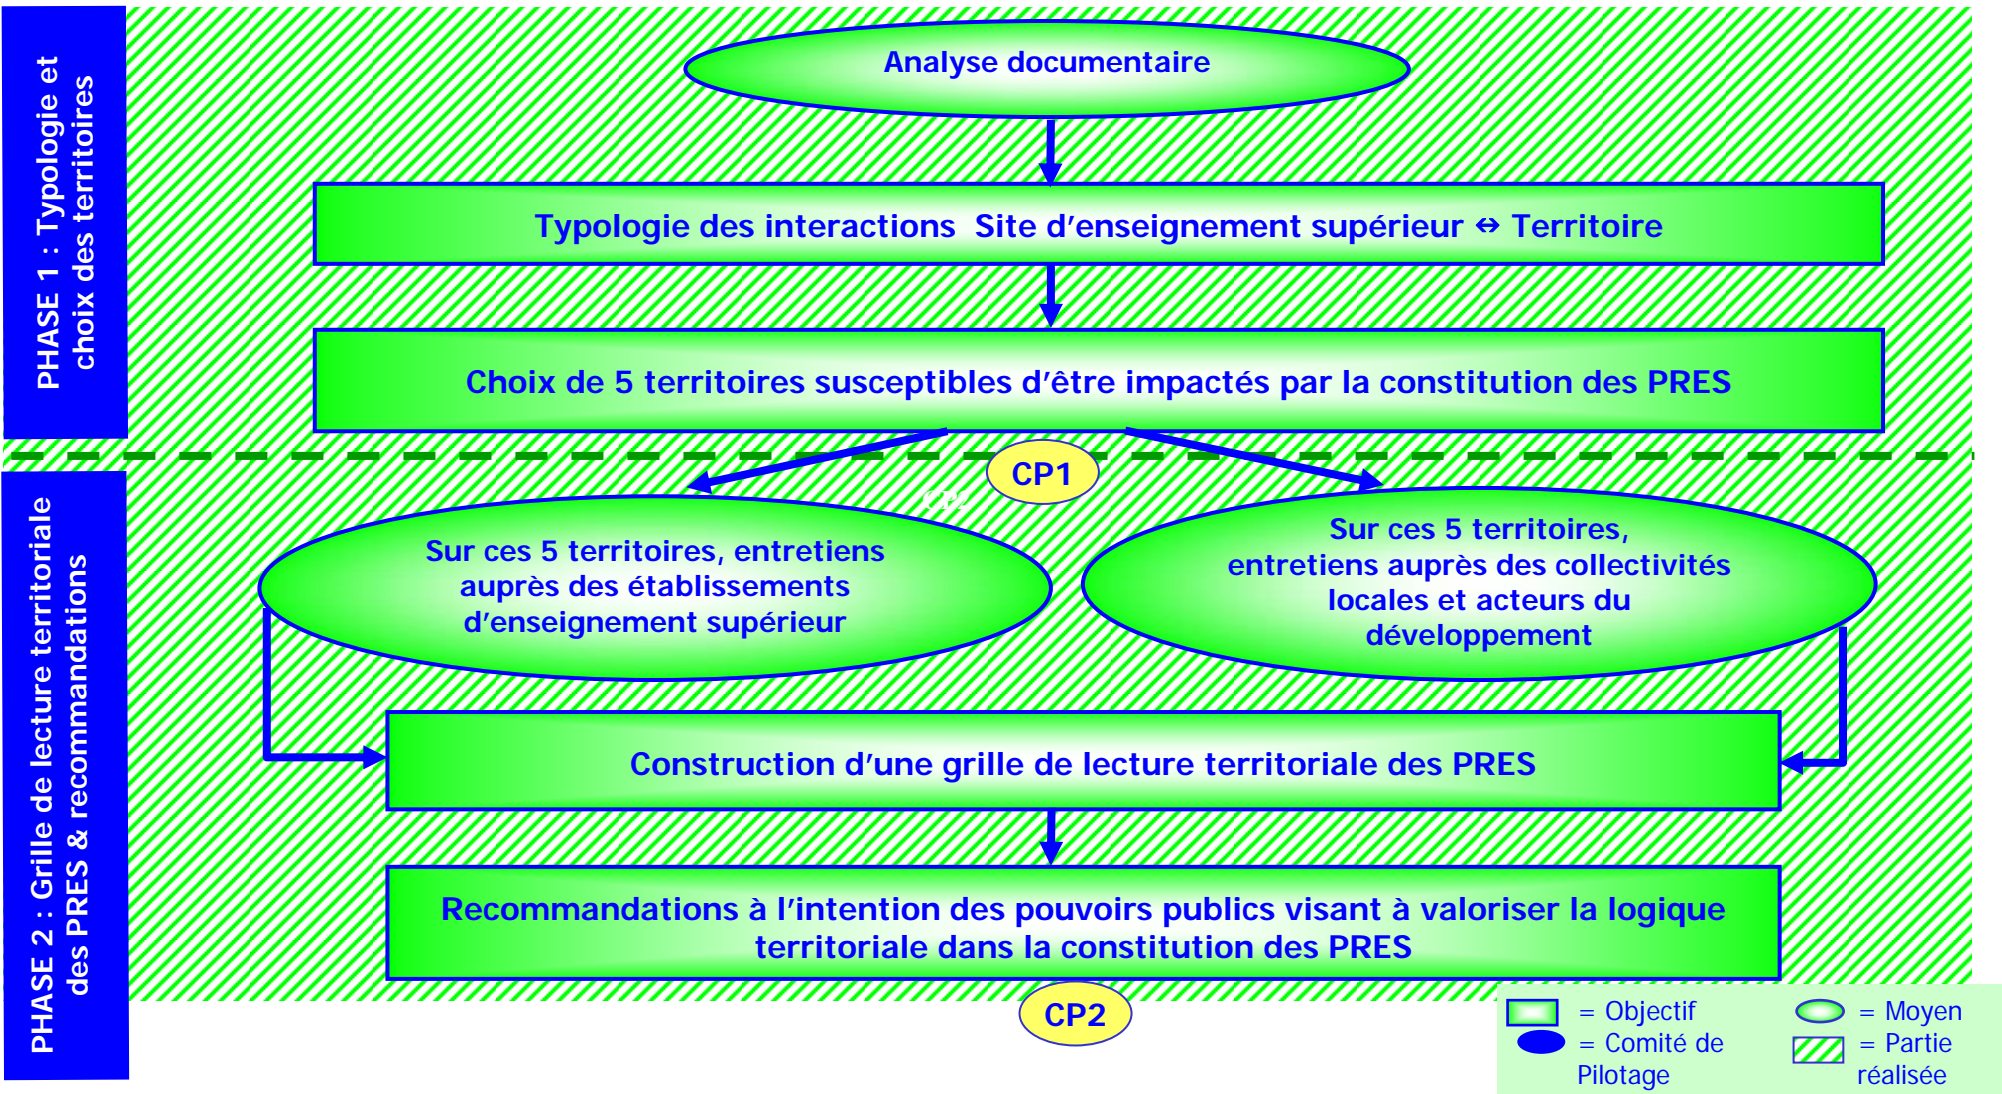 PHASE 1 : Typologie et
choix des territoires
Analyse documentaire
Typologie des interactions Site d’enseignement supérieur ↔ Territoire
Choix de 5 territoires susceptibles d’être impactés par la constitution des PRES
CP1
CP2
PHASE 2 : Grille de lecture territoriale
des PRES & recommandations
Sur ces 5 territoires, entretiens
auprès des établissements
d’enseignement supérieur
Sur ces 5 territoires,
entretiens auprès des collectivités
locales et acteurs du
développement
Construction d’une grille de lecture territoriale des PRES
Recommandations à l’intention des pouvoirs publics visant à valoriser la logique
territoriale dans la constitution des PRES
CP2
= Objectif
= Comité de
Pilotage
= Moyen
= Partie
réalisée